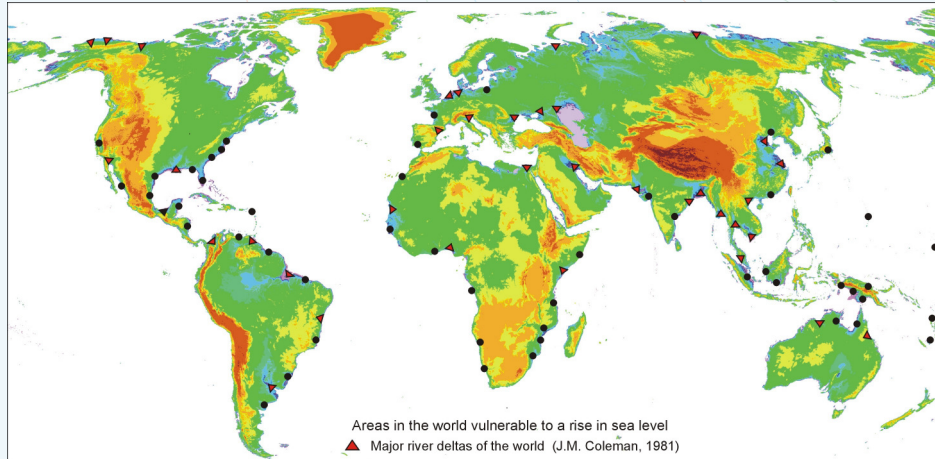 Areas in the world vulnerable to a rise in sea level
Major river deltas of the world (J.M. Coleman, 1981)